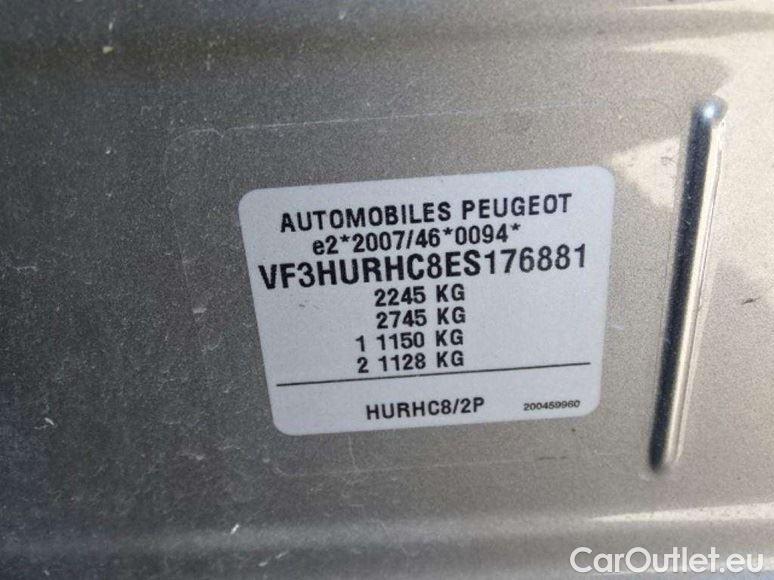 AUTOMOBILES PEUGEOT
e2*2007/46*0094*
VF3HURHC8ES176881
2245 KG
2745 KG
1 1150 KG
2 1128 KG
HURHC8/2P 200459960
CarOutlet.eu